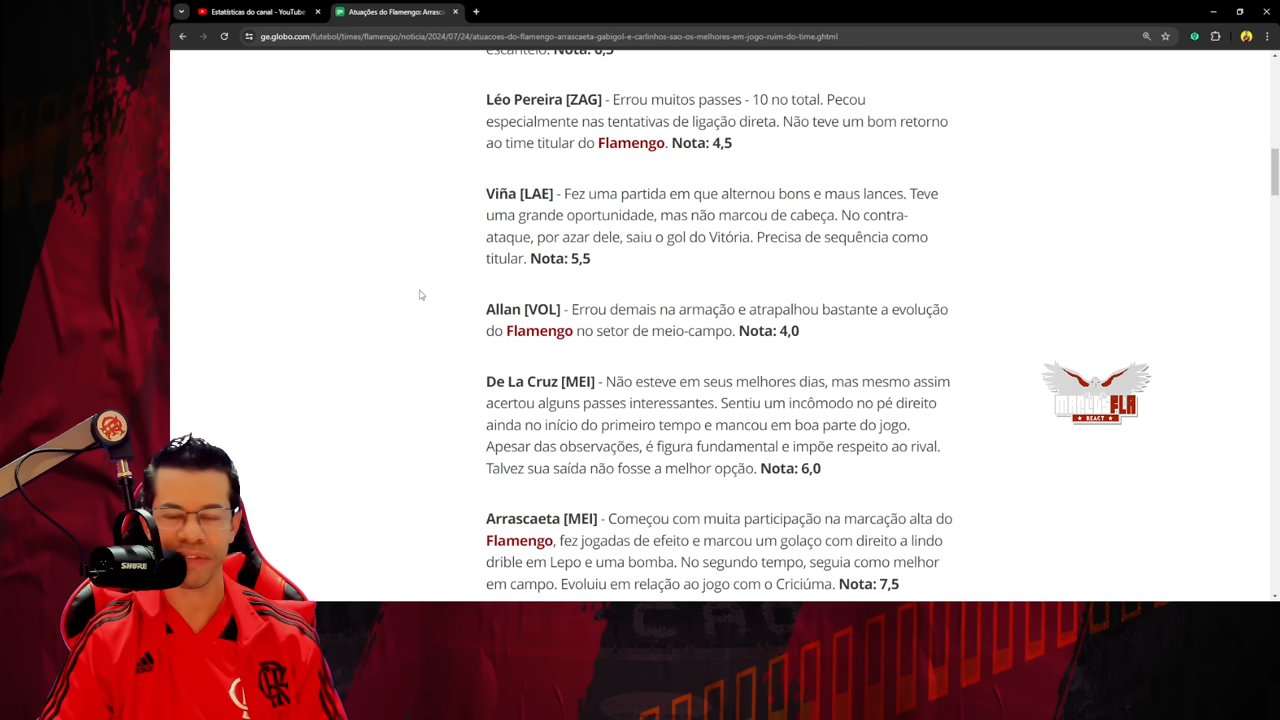 Estatísticas do canal - YouTube
Atuações do Flamengo: Arrasca
ge.globo.com/futebol/times/flamengo/noticia/2024/07/24/atuacoes-do-flamengo-arrascaeta-gabigol-e-carlinhos-sao-os-melhores-em-jogo-ruim-do-time.ghtml
escanteio. Nota: 6,5
Léo Pereira [ZAG] - Errou muitos passes - 10 no total. Pecou
especialmente nas tentativas de ligação direta. Não teve um bom retorno
ao time titular do Flamengo. Nota: 4,5
Viña [LAE] - Fez uma partida em que alternou bons e maus lances. Teve
uma grande oportunidade, mas não marcou de cabeça. No contra-
ataque, por azar dele, saiu o gol do Vitória. Precisa de sequência como
titular. Nota: 5,5
Allan [VOL] - Errou demais na armação e atrapalhou bastante a evolução
do Flamengo no setor de meio-campo. Nota: 4,0
De La Cruz [MEI] - Não esteve em seus melhores dias, mas mesmo assim
acertou alguns passes interessantes. Sentiu um incômodo no pé direito
ainda no início do primeiro tempo e mancou em boa parte do jogo.
Apesar das observações, é figura fundamental e impõe respeito ao rival.
Talvez sua saída não fosse a melhor opção. Nota: 6,0
Arrascaeta [MEI] - Começou com muita participação na marcação alta do
Flamengo, fez jogadas de efeito e marcou um golaço com direito a lindo
drible em Lepo e uma bomba. No segundo tempo, seguia como melhor
em campo. Evoluiu em relação ao jogo com o Criciúma. Nota: 7,5
MARCOS FLA
REACT
SHURE